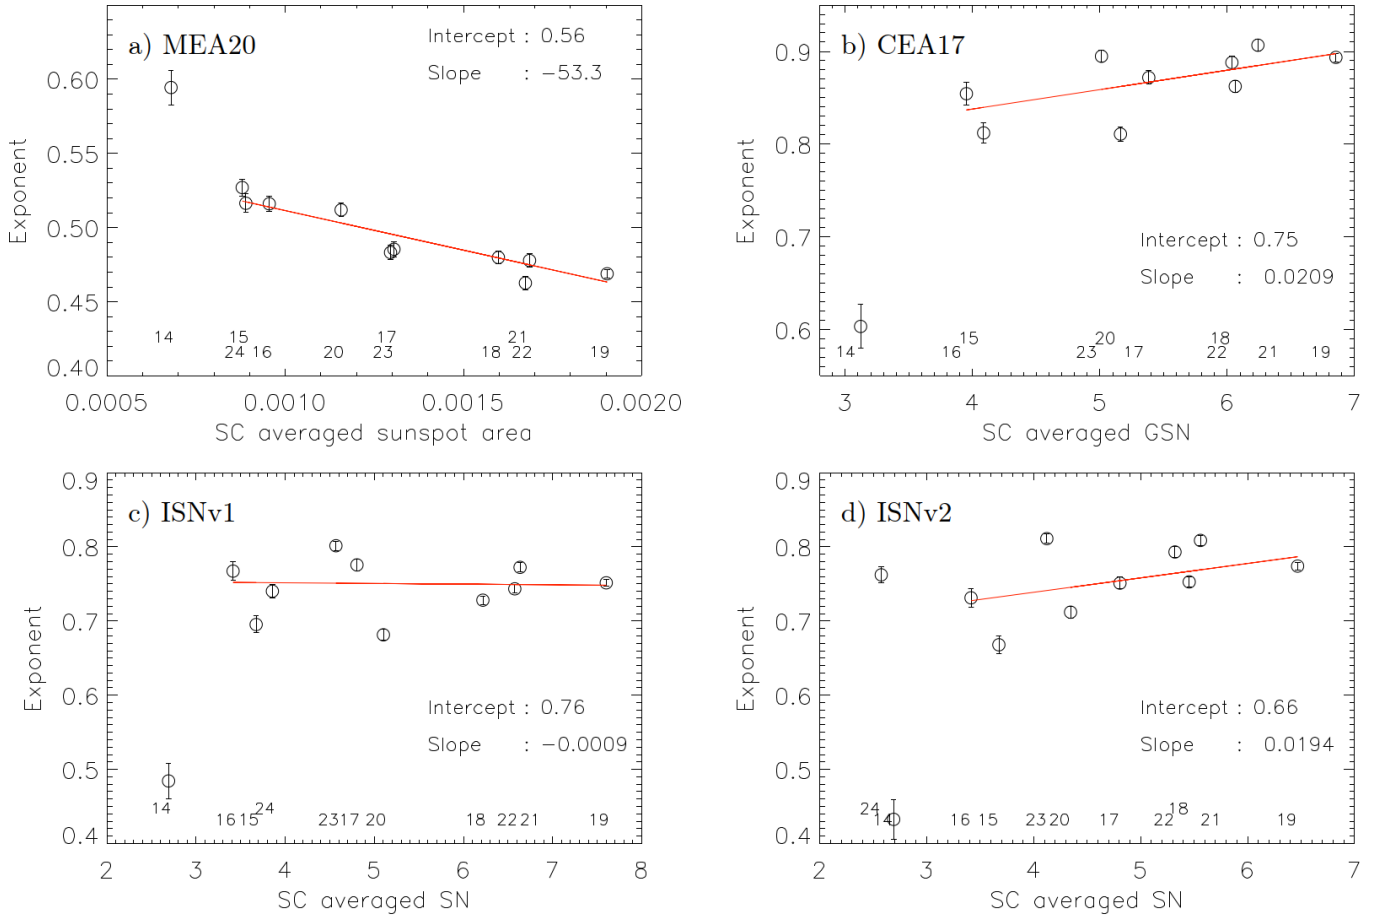 a) MEA20
Intercept : 0.56
Slope : −53.3
0.60
0.55
0.50
0.45
0.40
Exponent
14 15 17 21
24 16 20 23 18 22 19
0.0005 0.0010 0.0015 0.0020
SC averaged sunspot area
b) CEA17
0.9
0.8
0.7
0.6
Exponent
Intercept : 0.75
Slope : 0.0209
15 20 18
14 16 23 17 22 21 19
3 4 5 6 7
SC averaged GSN
c) ISNv1
0.9
0.8
0.7
0.6
0.5
0.4
Exponent
Intercept : 0.76
Slope : −0.0009
14 24
16 15 23 17 20 18 22 21 19
2 3 4 5 6 7 8
SC averaged SN
d) ISNv2
0.9
0.8
0.7
0.6
0.5
0.4
Exponent
Intercept : 0.66
Slope : 0.0194
24 18
14 16 15 23 20 17 22 21 19
2 3 4 5 6 7
SC averaged SN